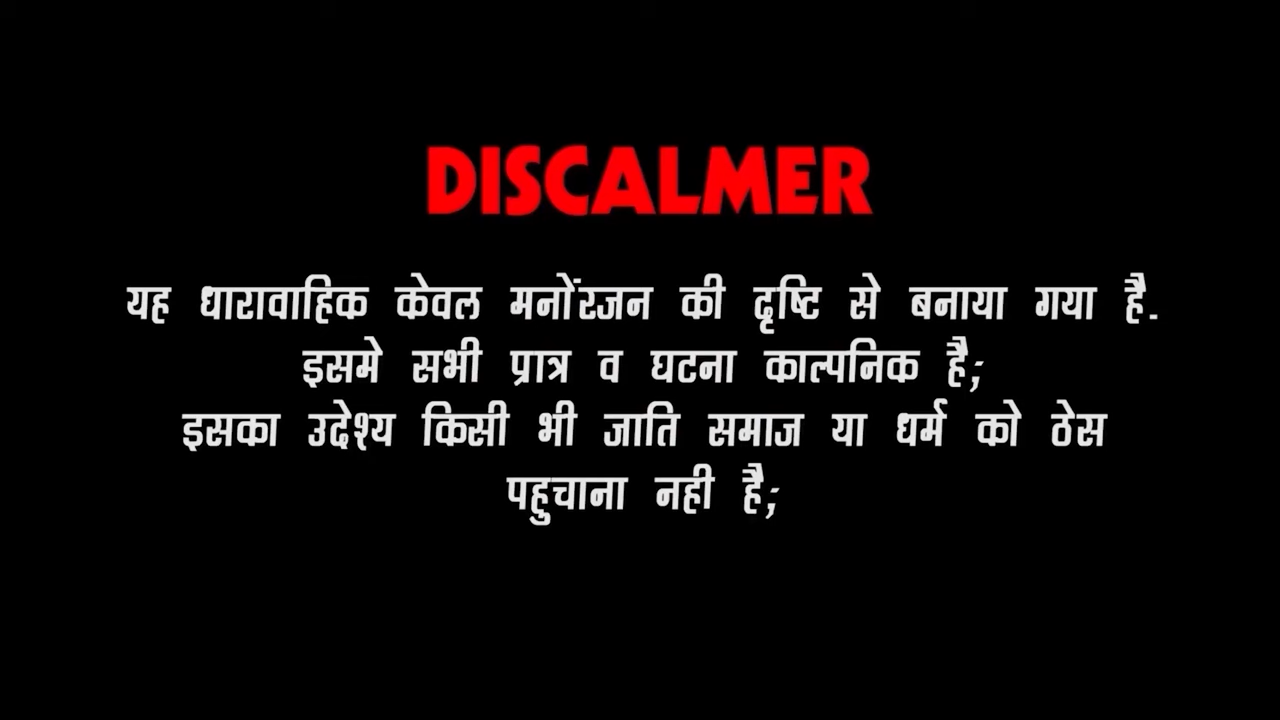 DISCALMER
यह धारावाहिक केवल मनोंरजन की दृष्टि से बनाया गया है.
इसमे सभी प्रात्र व घटना काल्पनिक है;
इसका उदेश्य किसी भी जाति समाज या धर्म को ठेस
पहुचाना नही है;